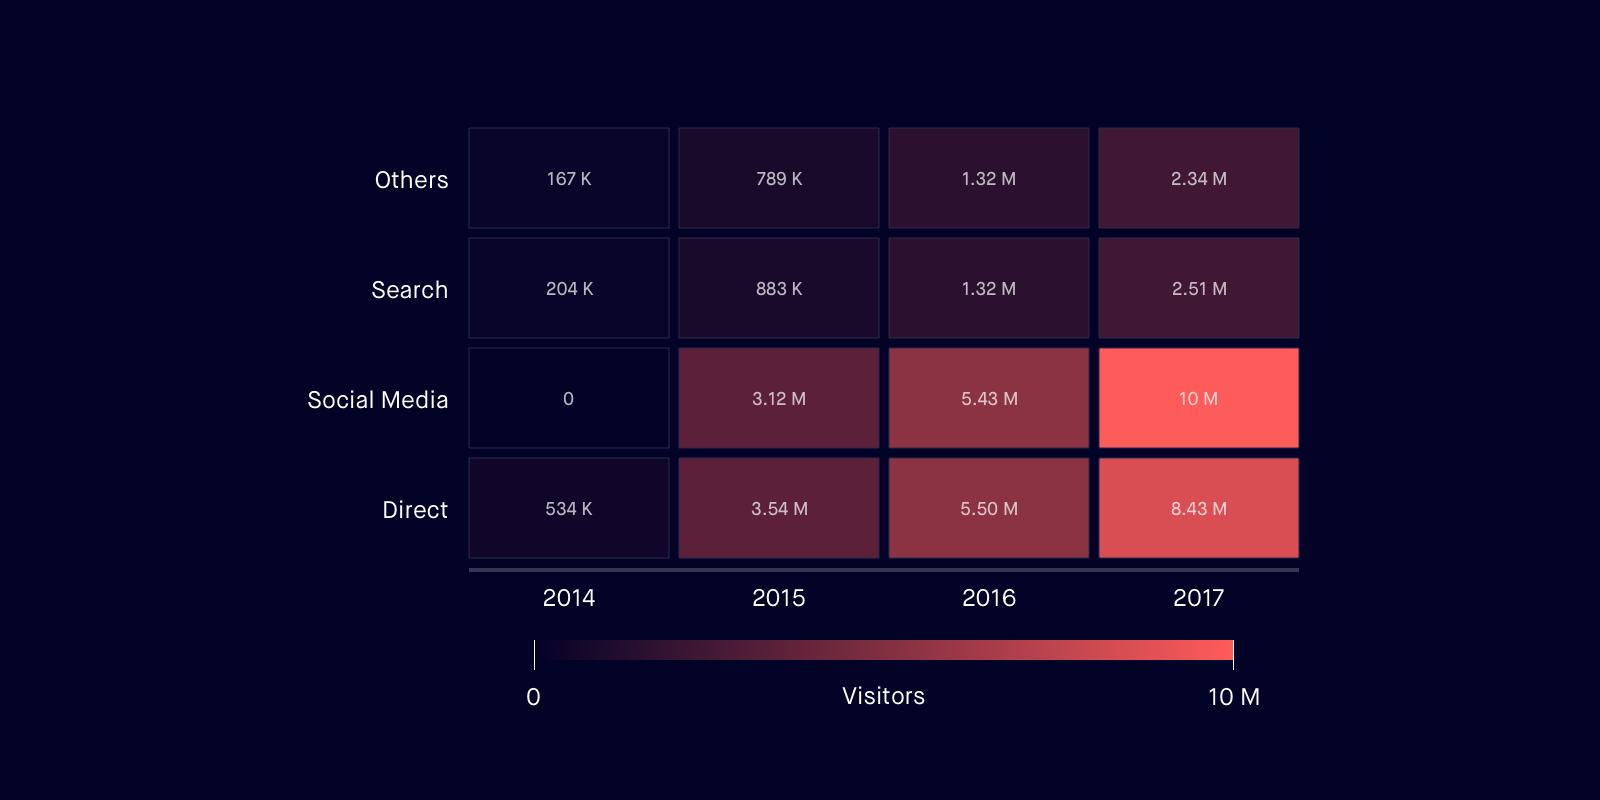 Others 167 K 789 K 1.32 M 2.34 M
Search 204 K 883 K 1.32 M 2.51 M
Social Media 0 3.12 M 5.43 M 10 M
Direct 534 K 3.54 M 5.50 M 8.43 M
2014 2015 2016 2017
0 Visitors 10 M